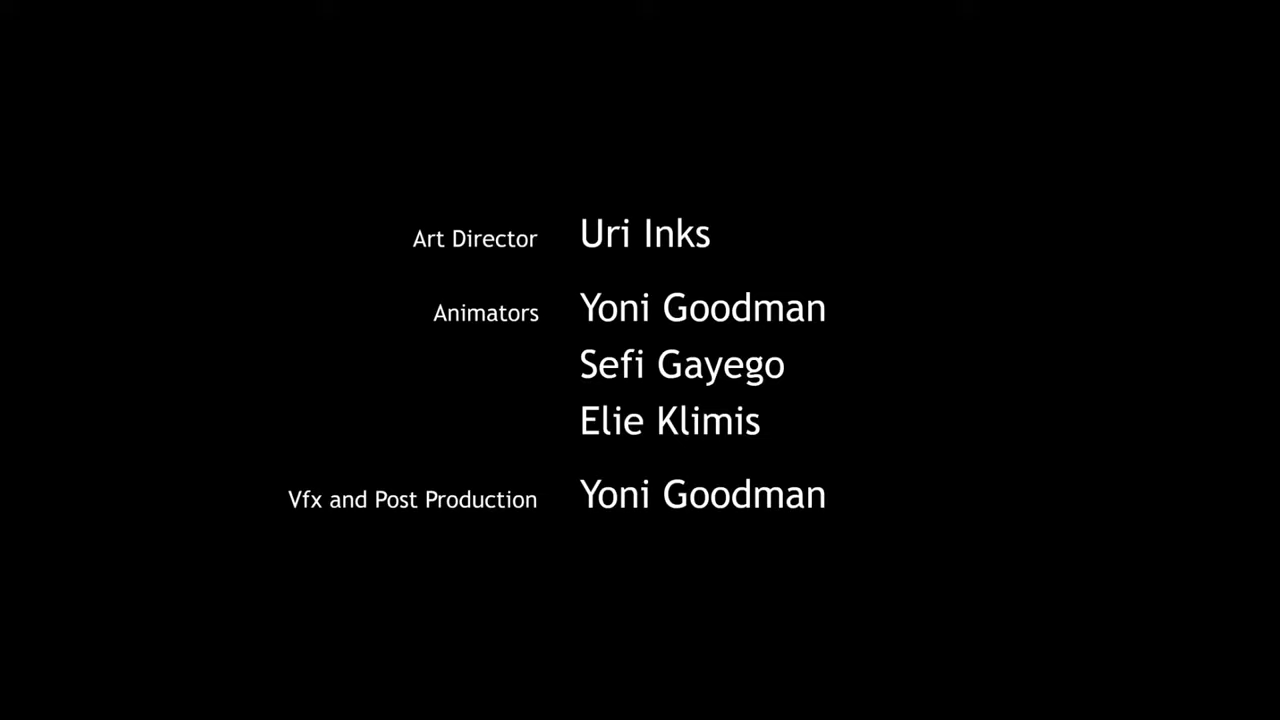 Art Director Uri Inks
Animators Yoni Goodman
Sefi Gayego
Elie Klimis
Vfx and Post Production Yoni Goodman